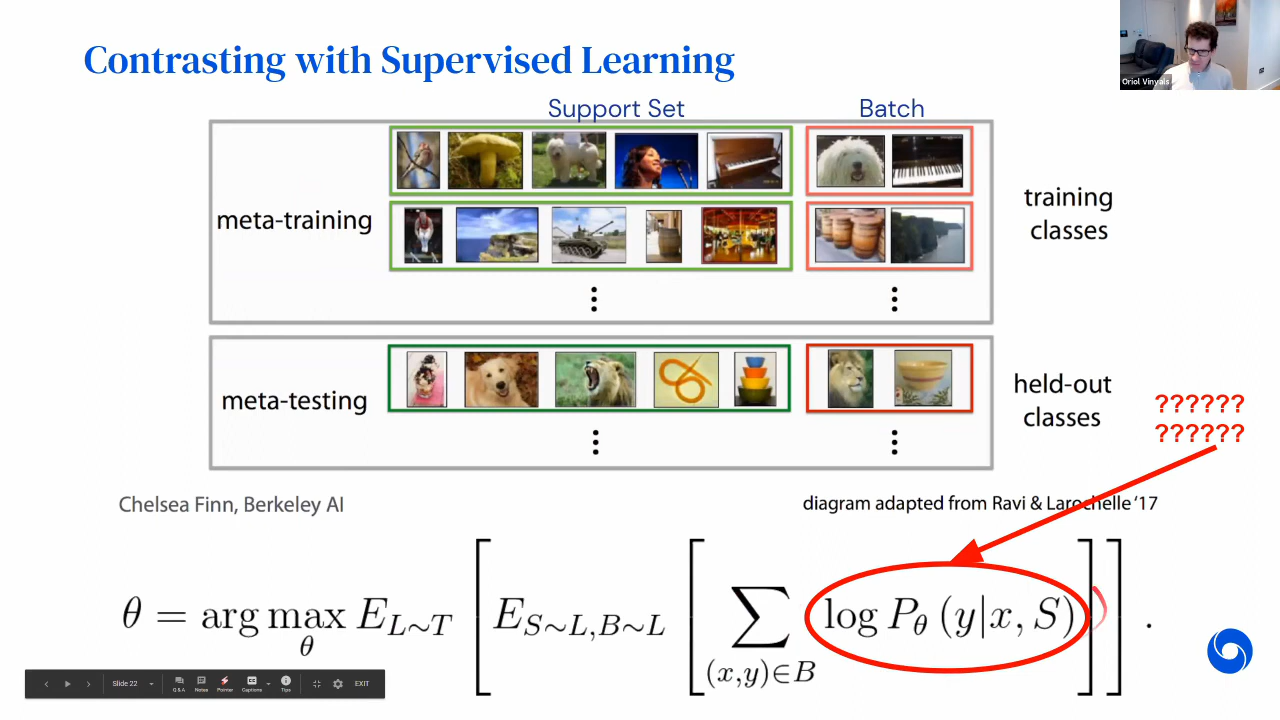 Contrasting with Supervised Learning
Oriol Vinyals
Support Set
Batch
meta-training
training
classes
meta-testing
held-out
classes
??????
??????
Chelsea Finn, Berkeley AI
diagram adapted from Ravi & Larochelle '17
θ = arg max_θ E_{L∼T} [ E_{S∼L,B∼L} [ ∑_{(x,y)∈B} log P_θ (y|x, S) ] ] .
Slide 22
Q & A
Notes
Pointer
Captions
Tips
EXIT